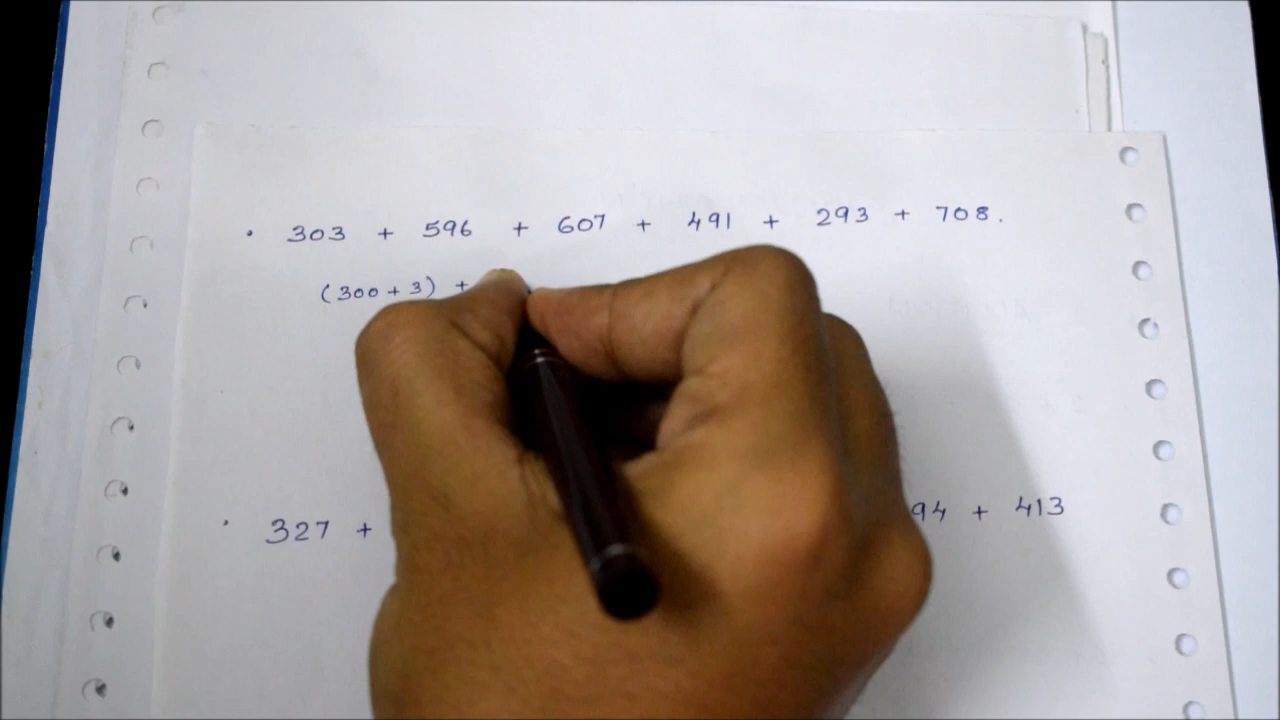 • 303 + 596 + 607 + 491 + 293 + 708.
(300 + 3) +
• 327 + 94 + 413